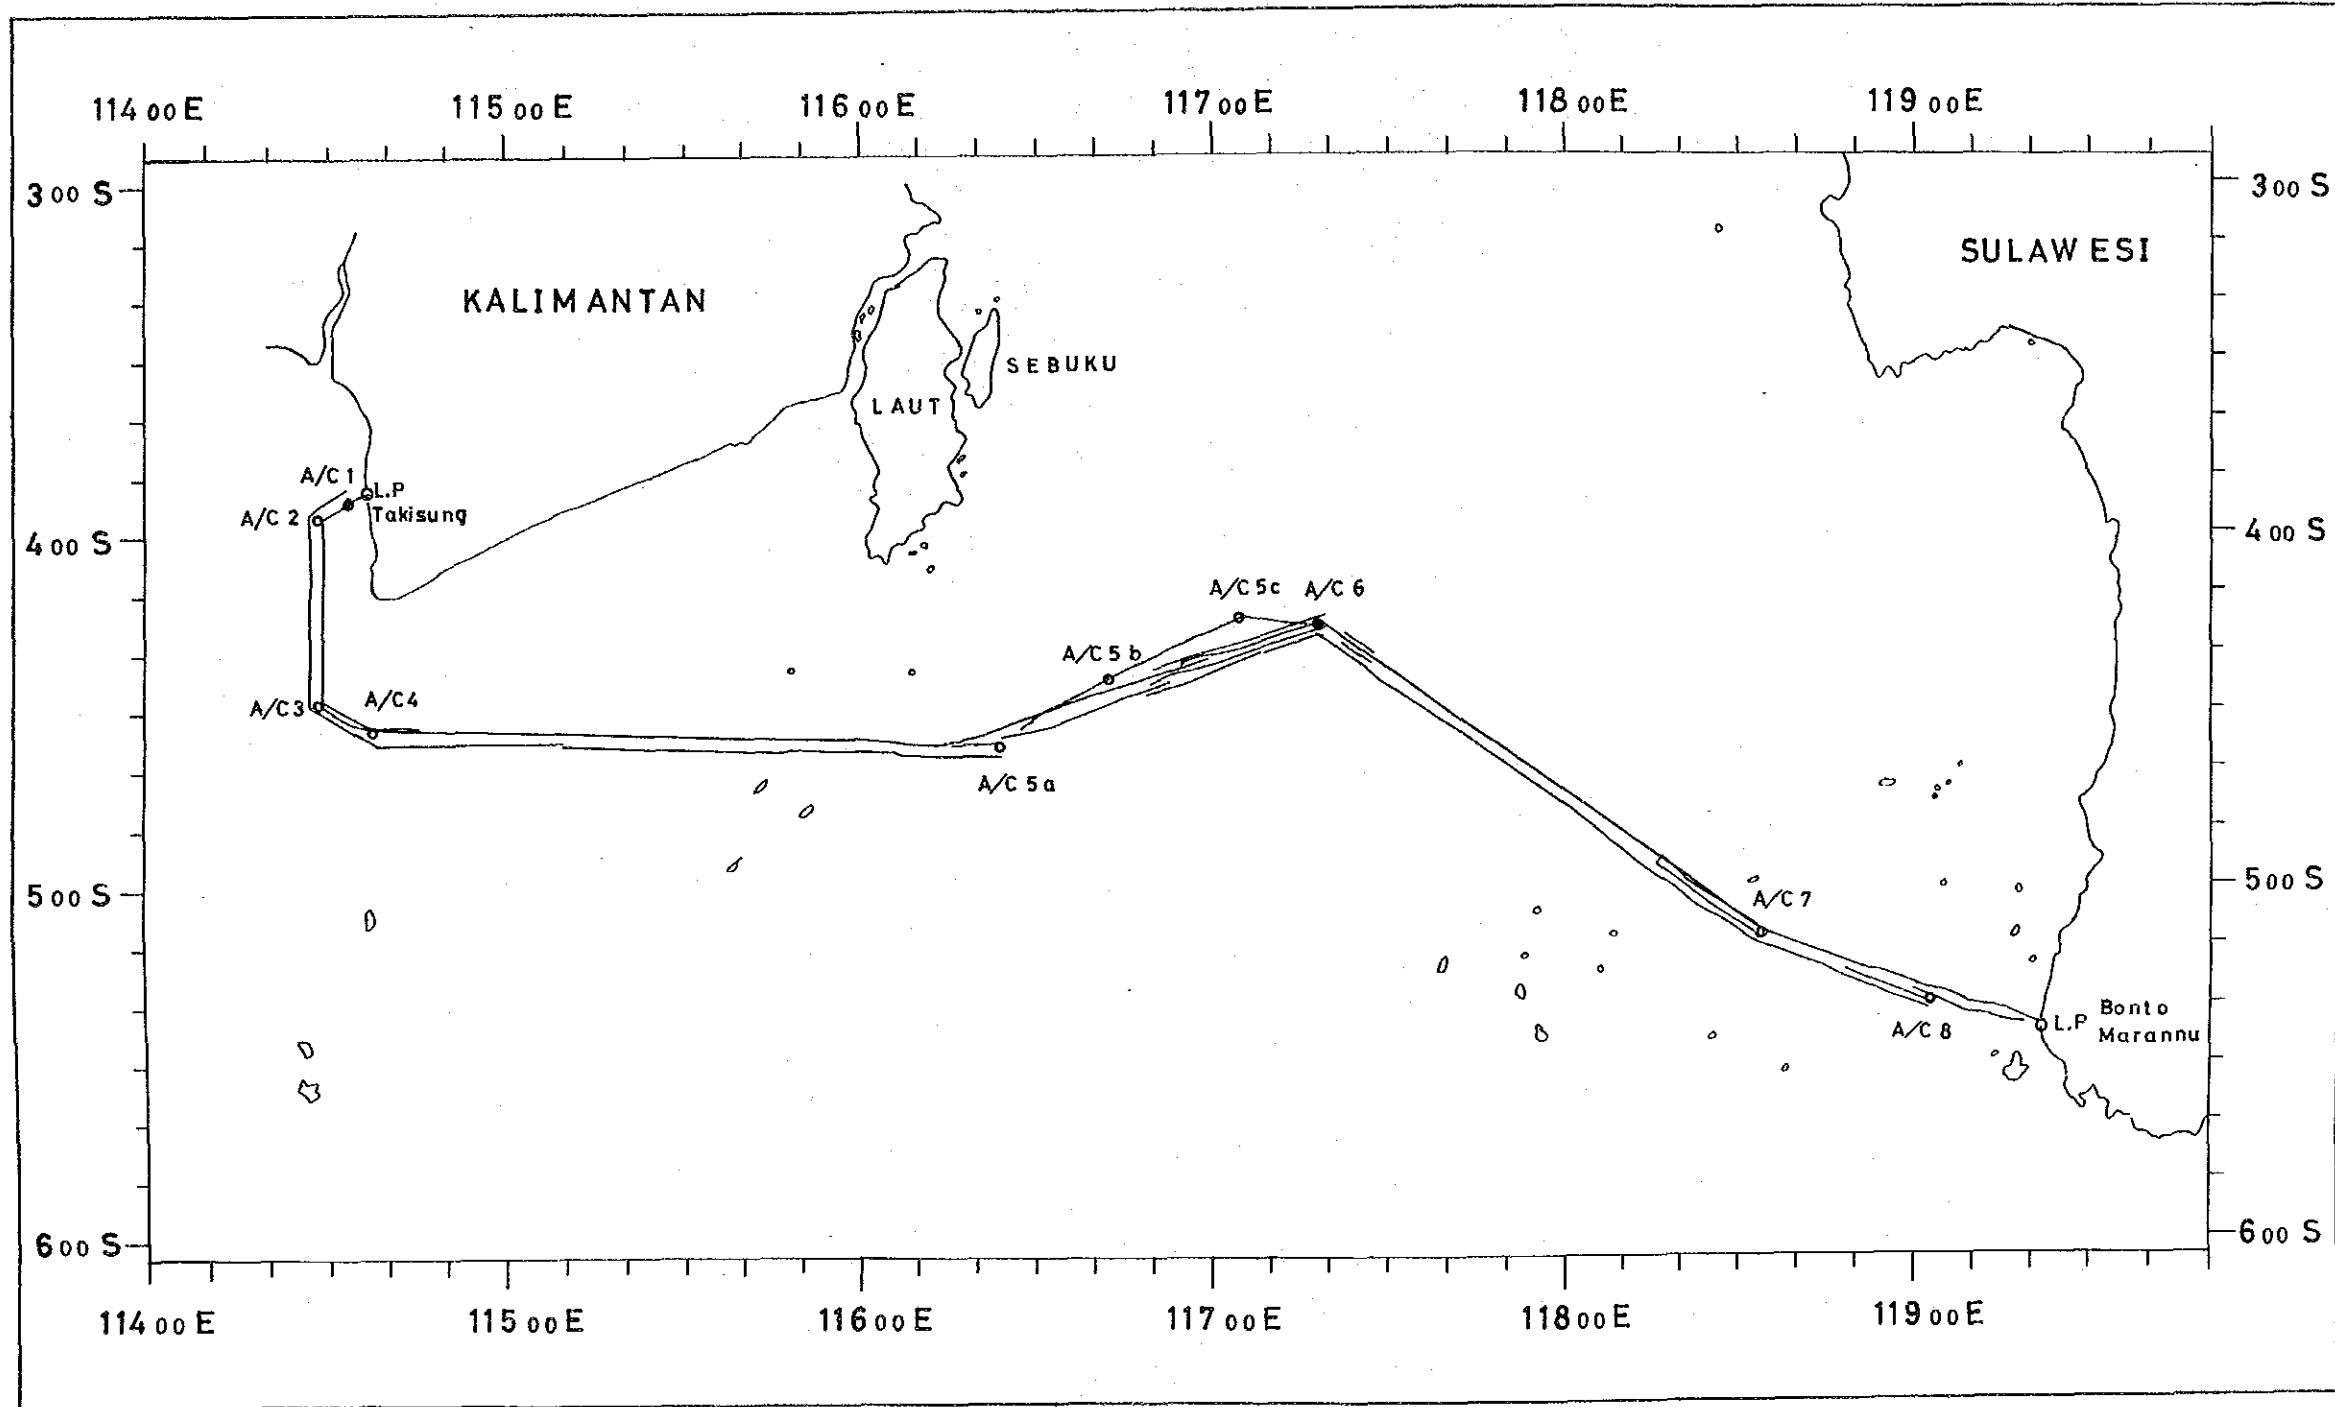 114 00 E 115 00 E 116 00 E 117 00 E 118 00 E 119 00 E
3 00 S 3 00 S
SULAWESI
KALIMANTAN
SEBUKU
LAUT
A/C 1
L.P
Takisung
A/C 2
4 00 S 4 00 S
A/C 5c A/C 6
A/C 5 b
A/C3 A/C4
A/C 5a
5 00 S 5 00 S
A/C 7
L.P Bonto
Marannu
A/C 8
6 00 S 6 00 S
114 00 E 115 00 E 116 00 E 117 00 E 118 00 E 119 00 E